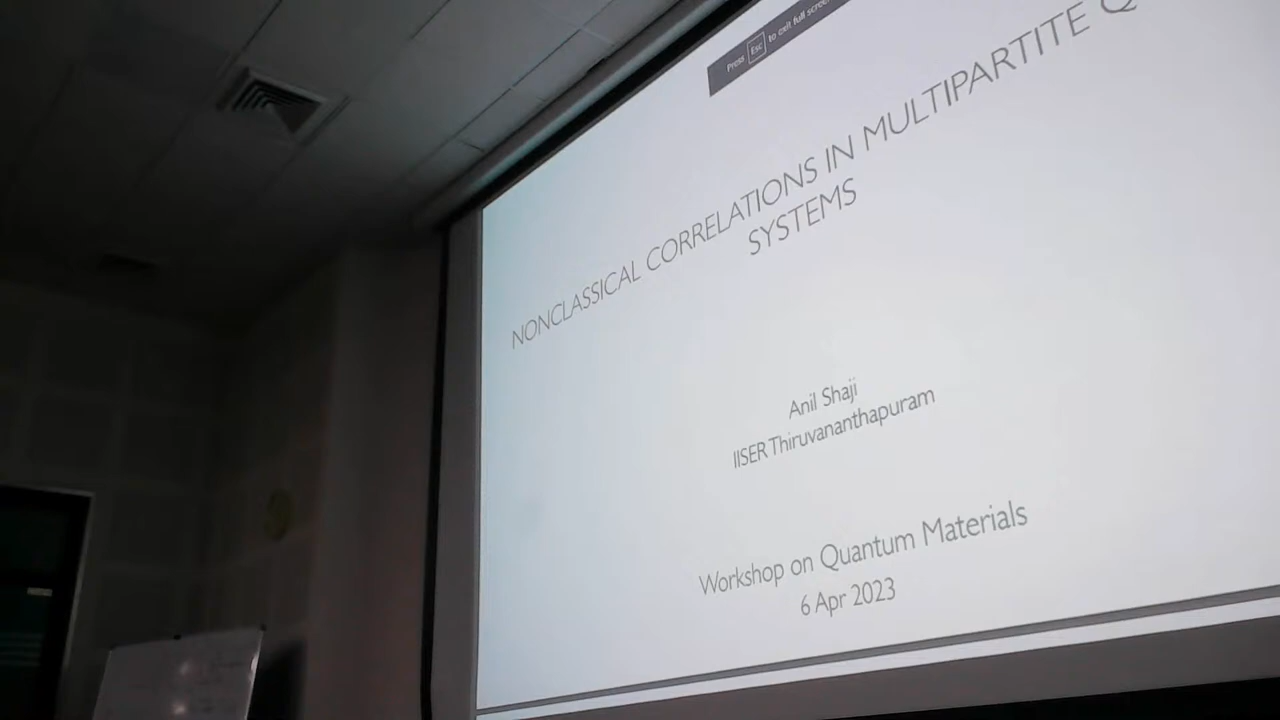 Press Esc to exit full
NONCLASSICAL CORRELATIONS IN MULTIPARTITE
SYSTEMS
Anil Shaji
IISER Thiruvananthapuram
Workshop on Quantum Materials
6 Apr 2023